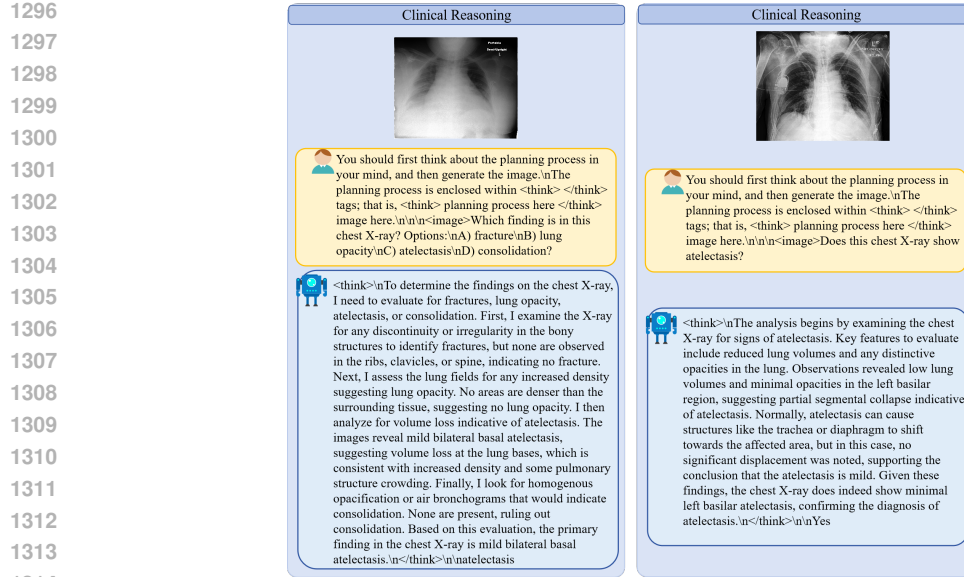 1296
1297
1298
1299
1300
1301
1302
1303
1304
1305
1306
1307
1308
1309
1310
1311
1312
1313
Clinical Reasoning
You should first think about the planning process in
your mind, and then generate the image.\nThe
planning process is enclosed within <think> </think>
tags; that is, <think> planning process here </think>
image here.\n\n\n<image>Which finding is in this
chest X-ray? Options:\nA) fracture\nB) lung
opacity\nC) atelectasis\nD) consolidation?
<think>\nTo determine the findings on the chest X-ray,
I need to evaluate for fractures, lung opacity,
atelectasis, or consolidation. First, I examine the X-ray
for any discontinuity or irregularity in the bony
structures to identify fractures, but none are observed
in the ribs, clavicles, or spine, indicating no fracture.
Next, I assess the lung fields for any increased density
suggesting lung opacity. No areas are denser than the
surrounding tissue, suggesting no lung opacity. I then
analyze for volume loss indicative of atelectasis. The
images reveal mild bilateral basal atelectasis,
suggesting volume loss at the lung bases, which is
consistent with increased density and some pulmonary
structure crowding. Finally, I look for homogenous
opacification or air bronchograms that would indicate
consolidation. None are present, ruling out
consolidation. Based on this evaluation, the primary
finding in the chest X-ray is mild bilateral basal
atelectasis.\n</think>\n\natelectasis
Clinical Reasoning
You should first think about the planning process in
your mind, and then generate the image.\nThe
planning process is enclosed within <think> </think>
tags; that is, <think> planning process here </think>
image here.\n\n\n<image>Does this chest X-ray show
atelectasis?
<think>\nThe analysis begins by examining the chest
X-ray for signs of atelectasis. Key features to evaluate
include reduced lung volumes and any distinctive
opacities in the lung. Observations revealed low lung
volumes and minimal opacities in the left basilar
region, suggesting partial segmental collapse indicative
of atelectasis. Normally, atelectasis can cause
structures like the trachea or diaphragm to shift
towards the affected area, but in this case, no
significant displacement was noted, supporting the
conclusion that the atelectasis is mild. Given these
findings, the chest X-ray does indeed show minimal
left basilar atelectasis, confirming the diagnosis of
atelectasis.\n</think>\n\nYes